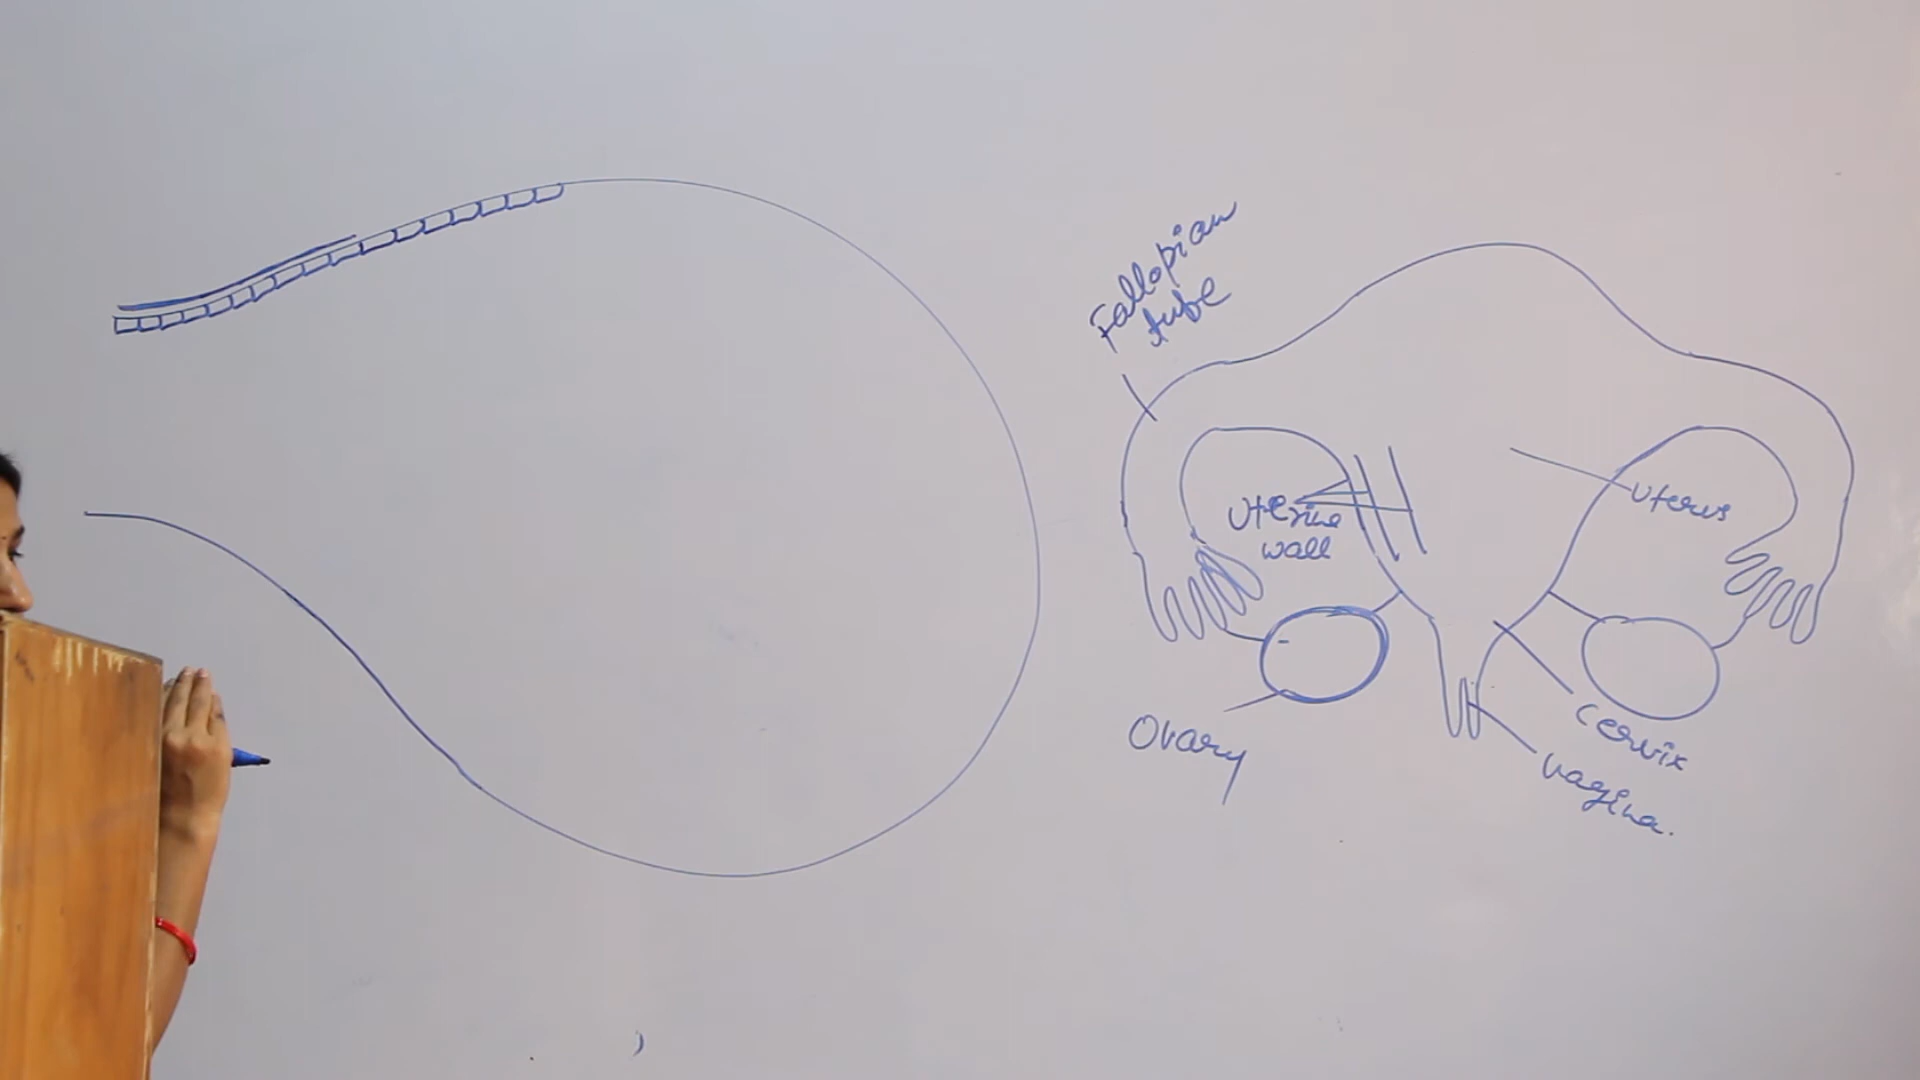 Fallopian
tube
Uterine
wall
Uterus
Ovary
Cervix
Vagina.